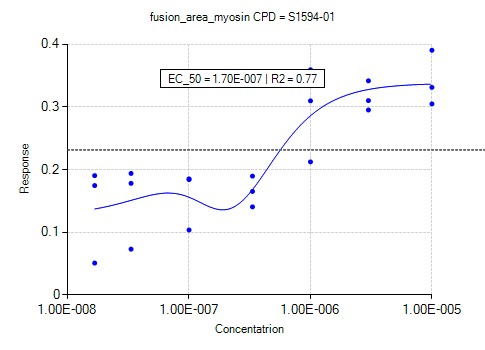 fusion_area_myosin CPD = S1594-01
0.4
EC_50 = 1.70E-007 | R2 = 0.77
0.3
Response
0.2
0.1
0
1.00E-008 1.00E-007 1.00E-006 1.00E-005
Concentatrion